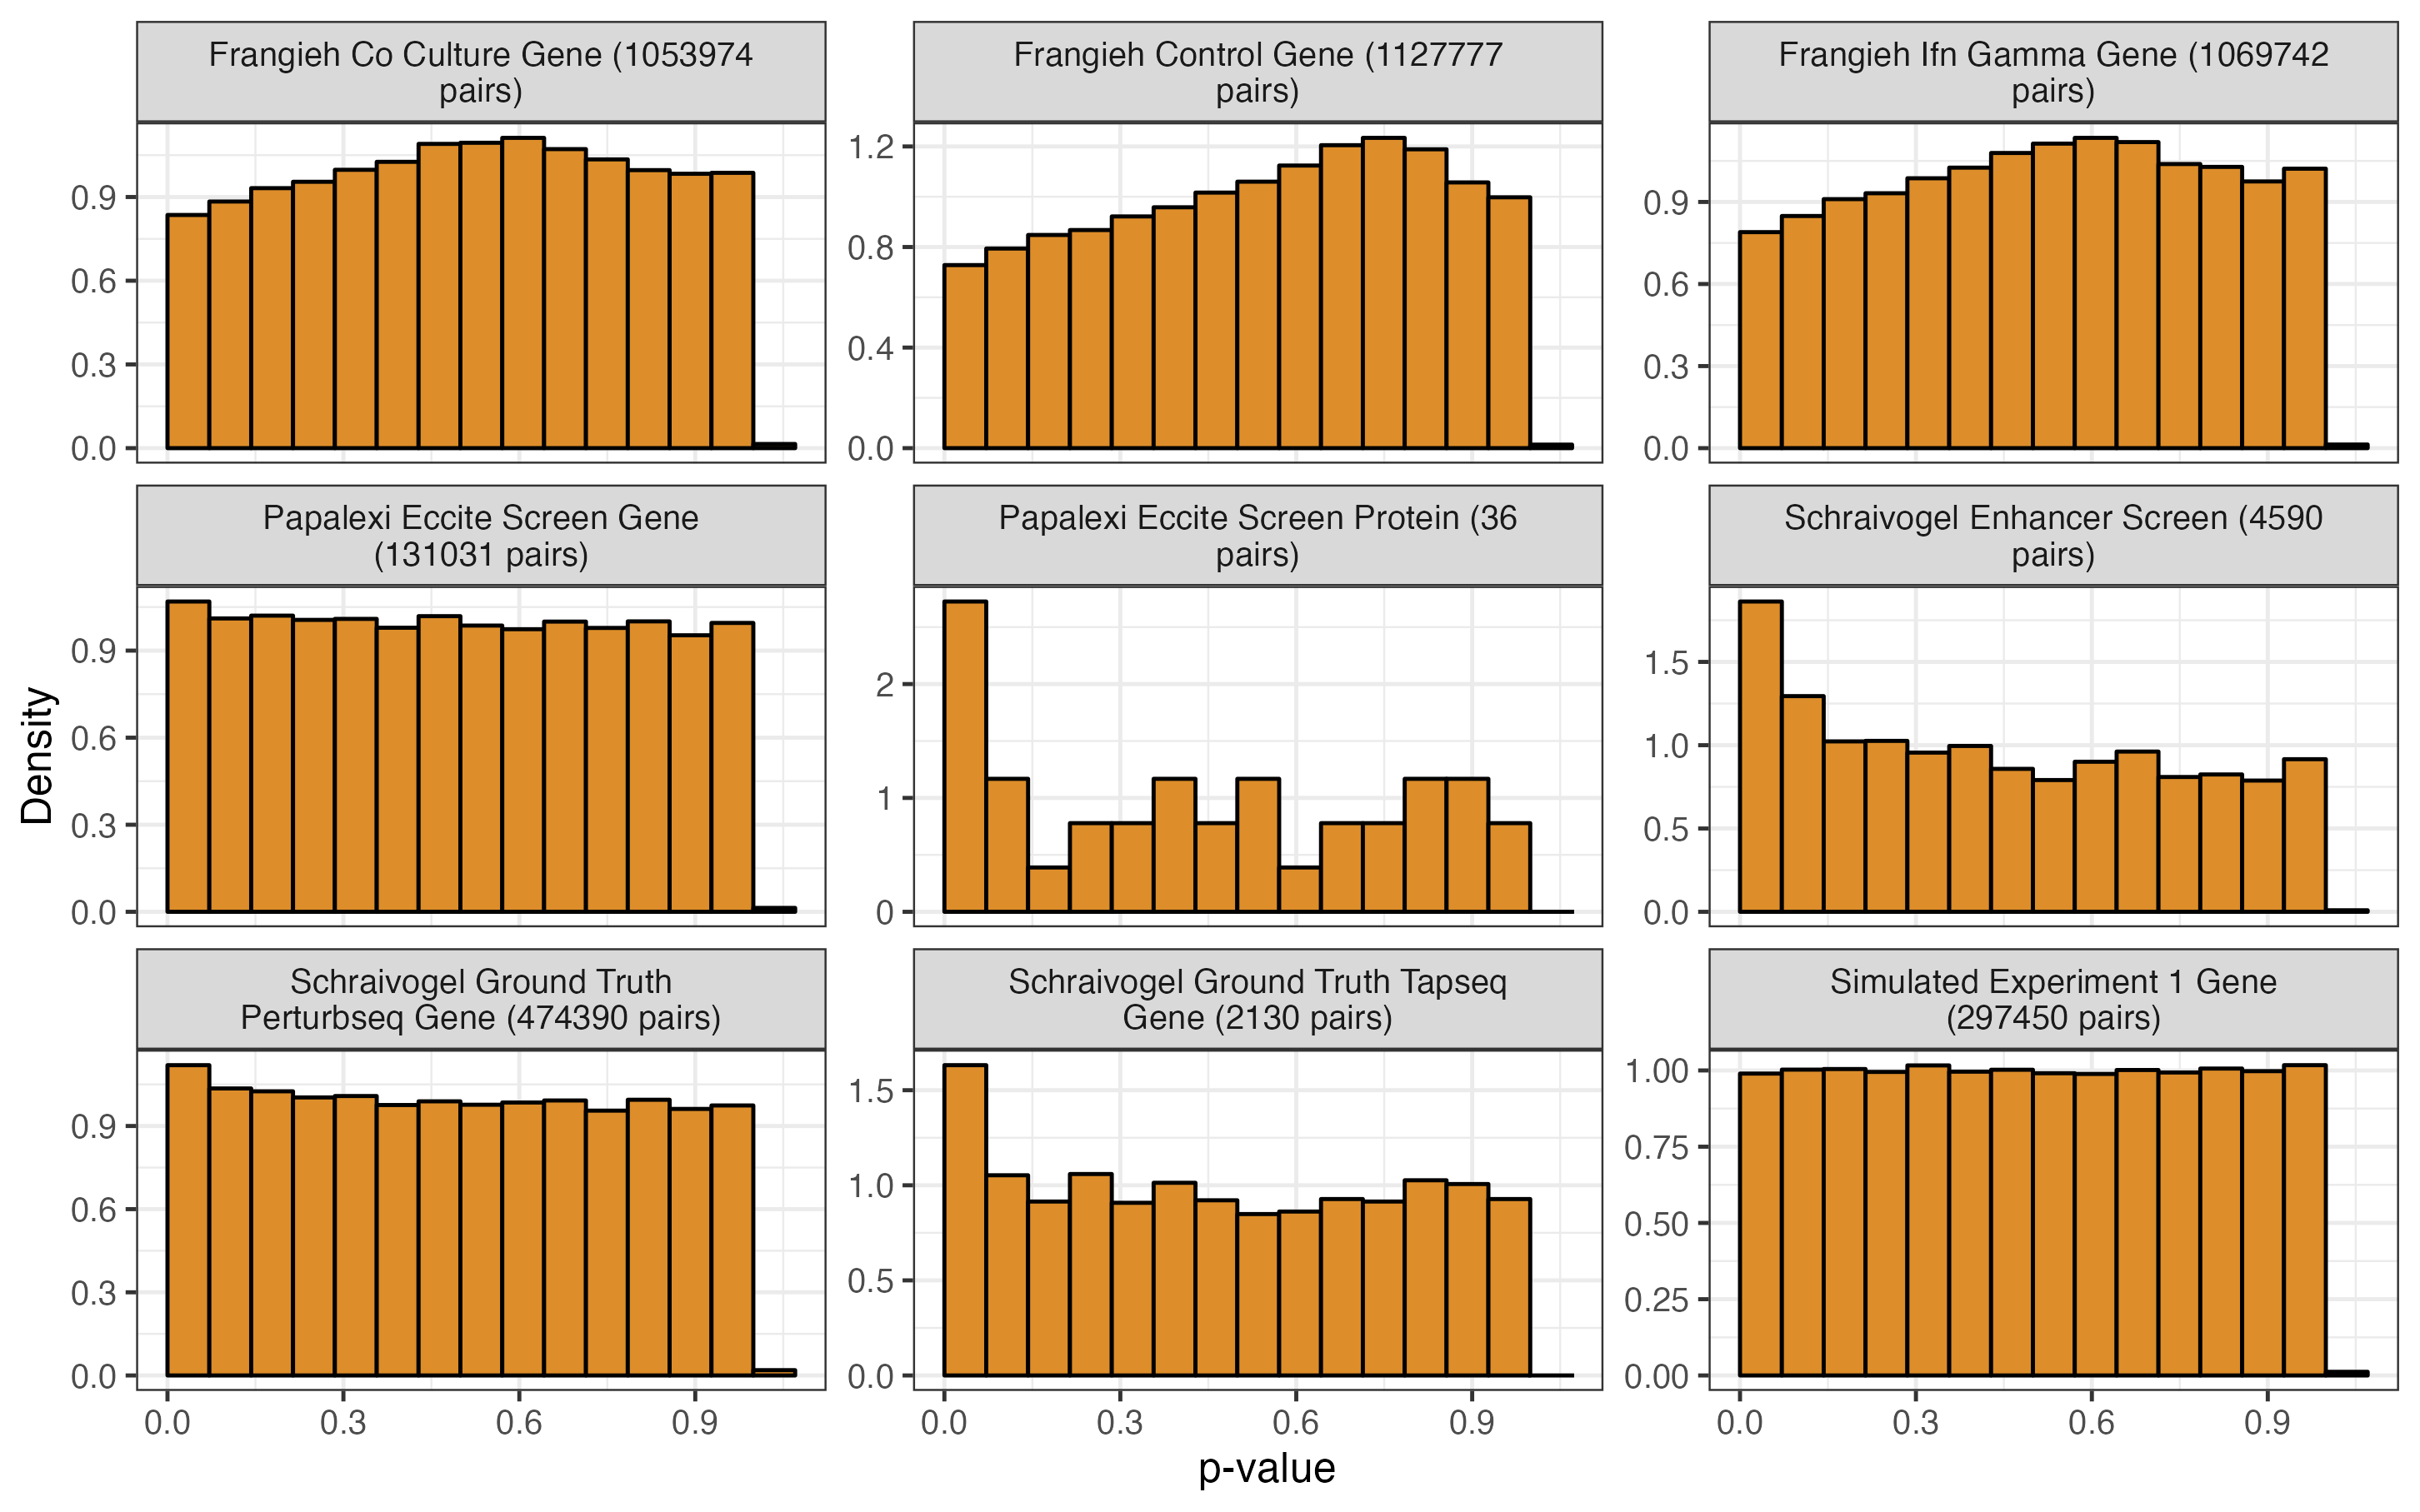 Frangieh Co Culture Gene (1053974
pairs)
Frangieh Control Gene (1127777
pairs)
Frangieh Ifn Gamma Gene (1069742
pairs)
0.9
0.6
0.3
0.0
1.2
0.8
0.4
0.0
0.9
0.6
0.3
0.0
Papalexi Eccite Screen Gene
(131031 pairs)
Papalexi Eccite Screen Protein (36
pairs)
Schraivogel Enhancer Screen (4590
pairs)
0.9
0.6
0.3
0.0
2
1
0
1.5
1.0
0.5
0.0
Density
Schraivogel Ground Truth
Perturbseq Gene (474390 pairs)
Schraivogel Ground Truth Tapseq
Gene (2130 pairs)
Simulated Experiment 1 Gene
(297450 pairs)
0.9
0.6
0.3
0.0
1.5
1.0
0.5
0.0
1.00
0.75
0.50
0.25
0.00
0.0 0.3 0.6 0.9
0.0 0.3 0.6 0.9
0.0 0.3 0.6 0.9
p-value